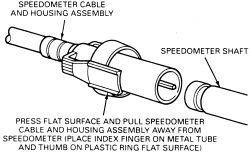 SPEEDOMETER CABLE
AND HOUSING ASSEMBLY
SPEEDOMETER SHAFT
PRESS FLAT SURFACE AND PULL SPEEDOMETER
CABLE AND HOUSING ASSEMBLY AWAY FROM
SPEEDOMETER (PLACE INDEX FINGER ON METAL TUBE
AND THUMB ON PLASTIC RING FLAT SURFACE)